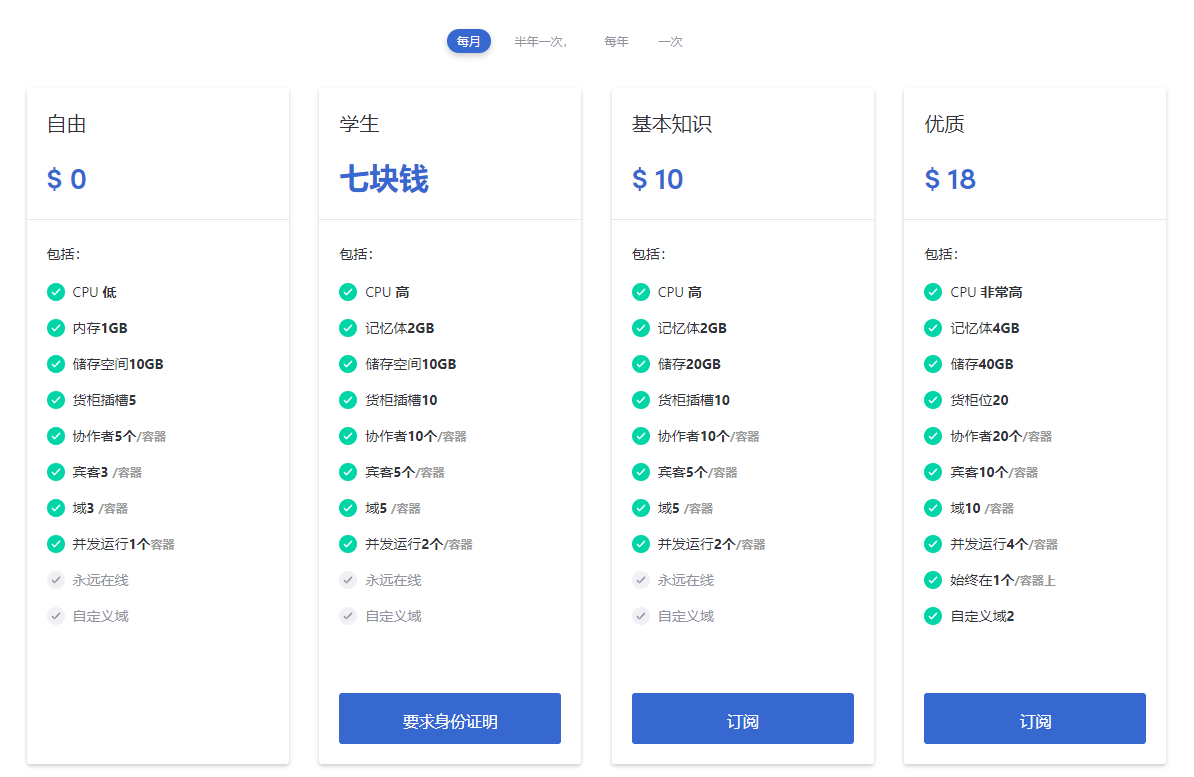 每月 半年一次, 每年 一次
自由
$ 0
包括:
CPU 低
内存1GB
储存空间10GB
货柜插槽5
协作者5个/容器
宾客3 /容器
域3 /容器
并发运行1个容器
永远在线
自定义域
学生
七块钱
包括:
CPU 高
记忆体2GB
储存空间10GB
货柜插槽10
协作者10个/容器
宾客5个/容器
域5 /容器
并发运行2个/容器
永远在线
自定义域
要求身份证明
基本知识
$ 10
包括:
CPU 高
记忆体2GB
储存20GB
货柜插槽10
协作者10个/容器
宾客5个/容器
域5 /容器
并发运行2个/容器
永远在线
自定义域
订阅
优质
$ 18
包括:
CPU 非常高
记忆体4GB
储存40GB
货柜位20
协作者20个/容器
宾客10个/容器
域10 /容器
并发运行4个/容器
始终在1个/容器上
自定义域2
订阅